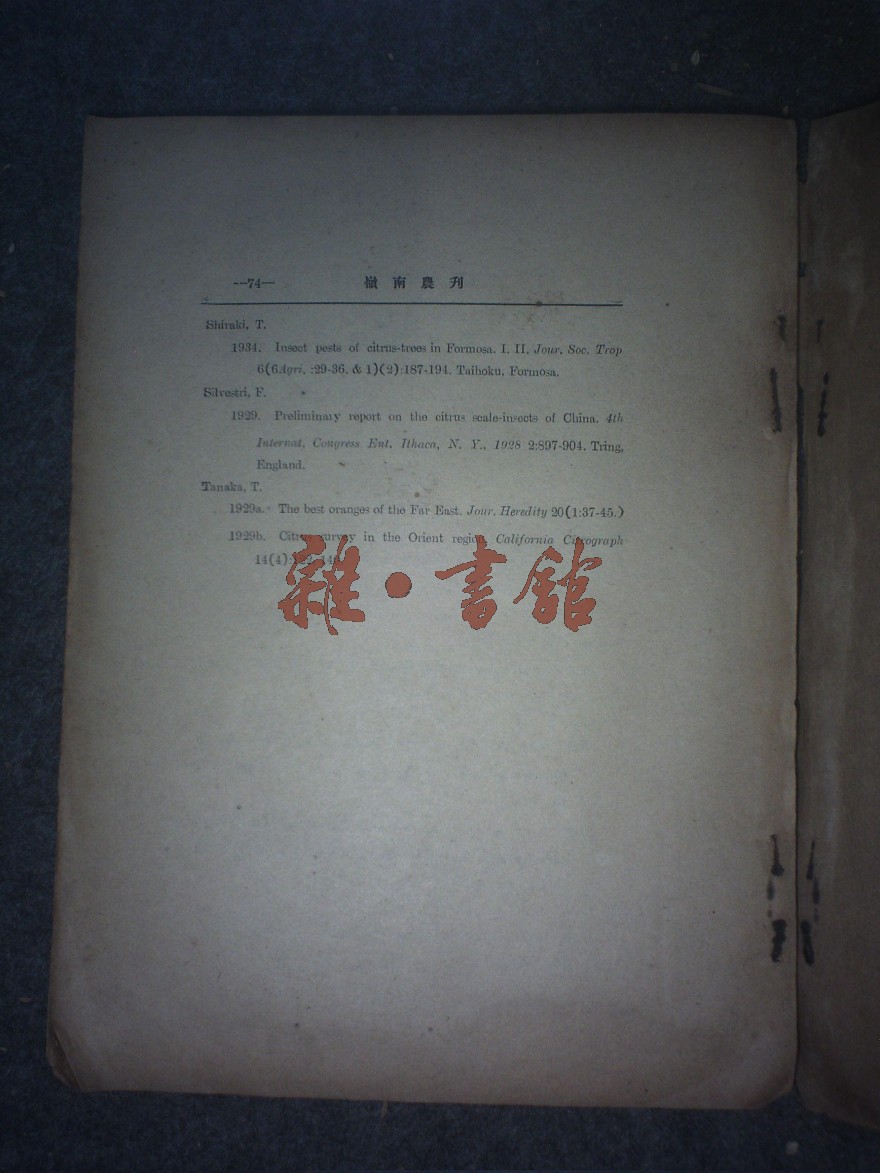 —74— 嶺南農刋
Shiraki, T.
1934. Insect pests of citrus-trees in Formosa. I. II. Jour. Soc. Trop
6(6Agri. :29-36. & 1)(2):187-194. Taihoku, Formosa.
Silvestri, F.
1929. Preliminary report on the citrus scale-insects of China. 4th
Internat. Congress Ent. Ithaca, N. Y., 1928 2:897-904. Tring,
England.
Tanaka, T.
1929a. The best oranges of the Far East. Jour. Heredity 20(1:37-45.)
1929b. Citrus survey in the Orient region. California Citrograph
14(4):
雜·書館